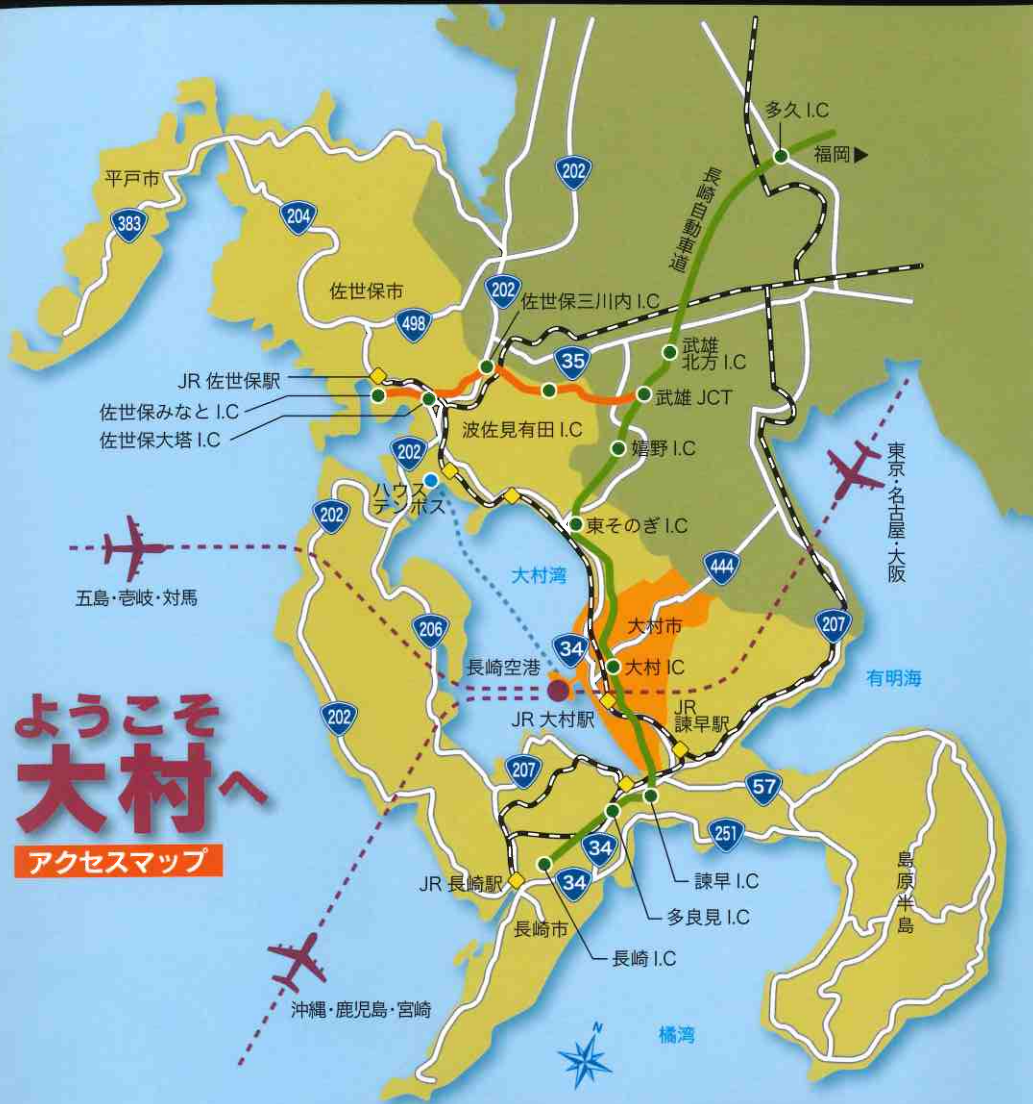 多久 I.C
福岡▶
平戸市
383
204
202
長崎自動車道
佐世保市
202
佐世保三川内 I.C
498
35
武雄
北方 I.C
JR 佐世保駅
佐世保みなと I.C
佐世保大塔 I.C
武雄 JCT
波佐見有田 I.C
202
嬉野 I.C
ハウス
テンボス
東京・名古屋・大阪
202
東そのぎ I.C
大村湾
444
五島・壱岐・対馬
206
34
大村市
207
長崎空港
大村 IC
有明海
JR 大村駅
JR
諫早駅
202
ようこそ
大村へ
アクセスマップ
207
57
251
34
34
JR 長崎駅
諫早 I.C
島原半島
多良見 I.C
長崎市
長崎 I.C
沖縄・鹿児島・宮崎
N
橘湾